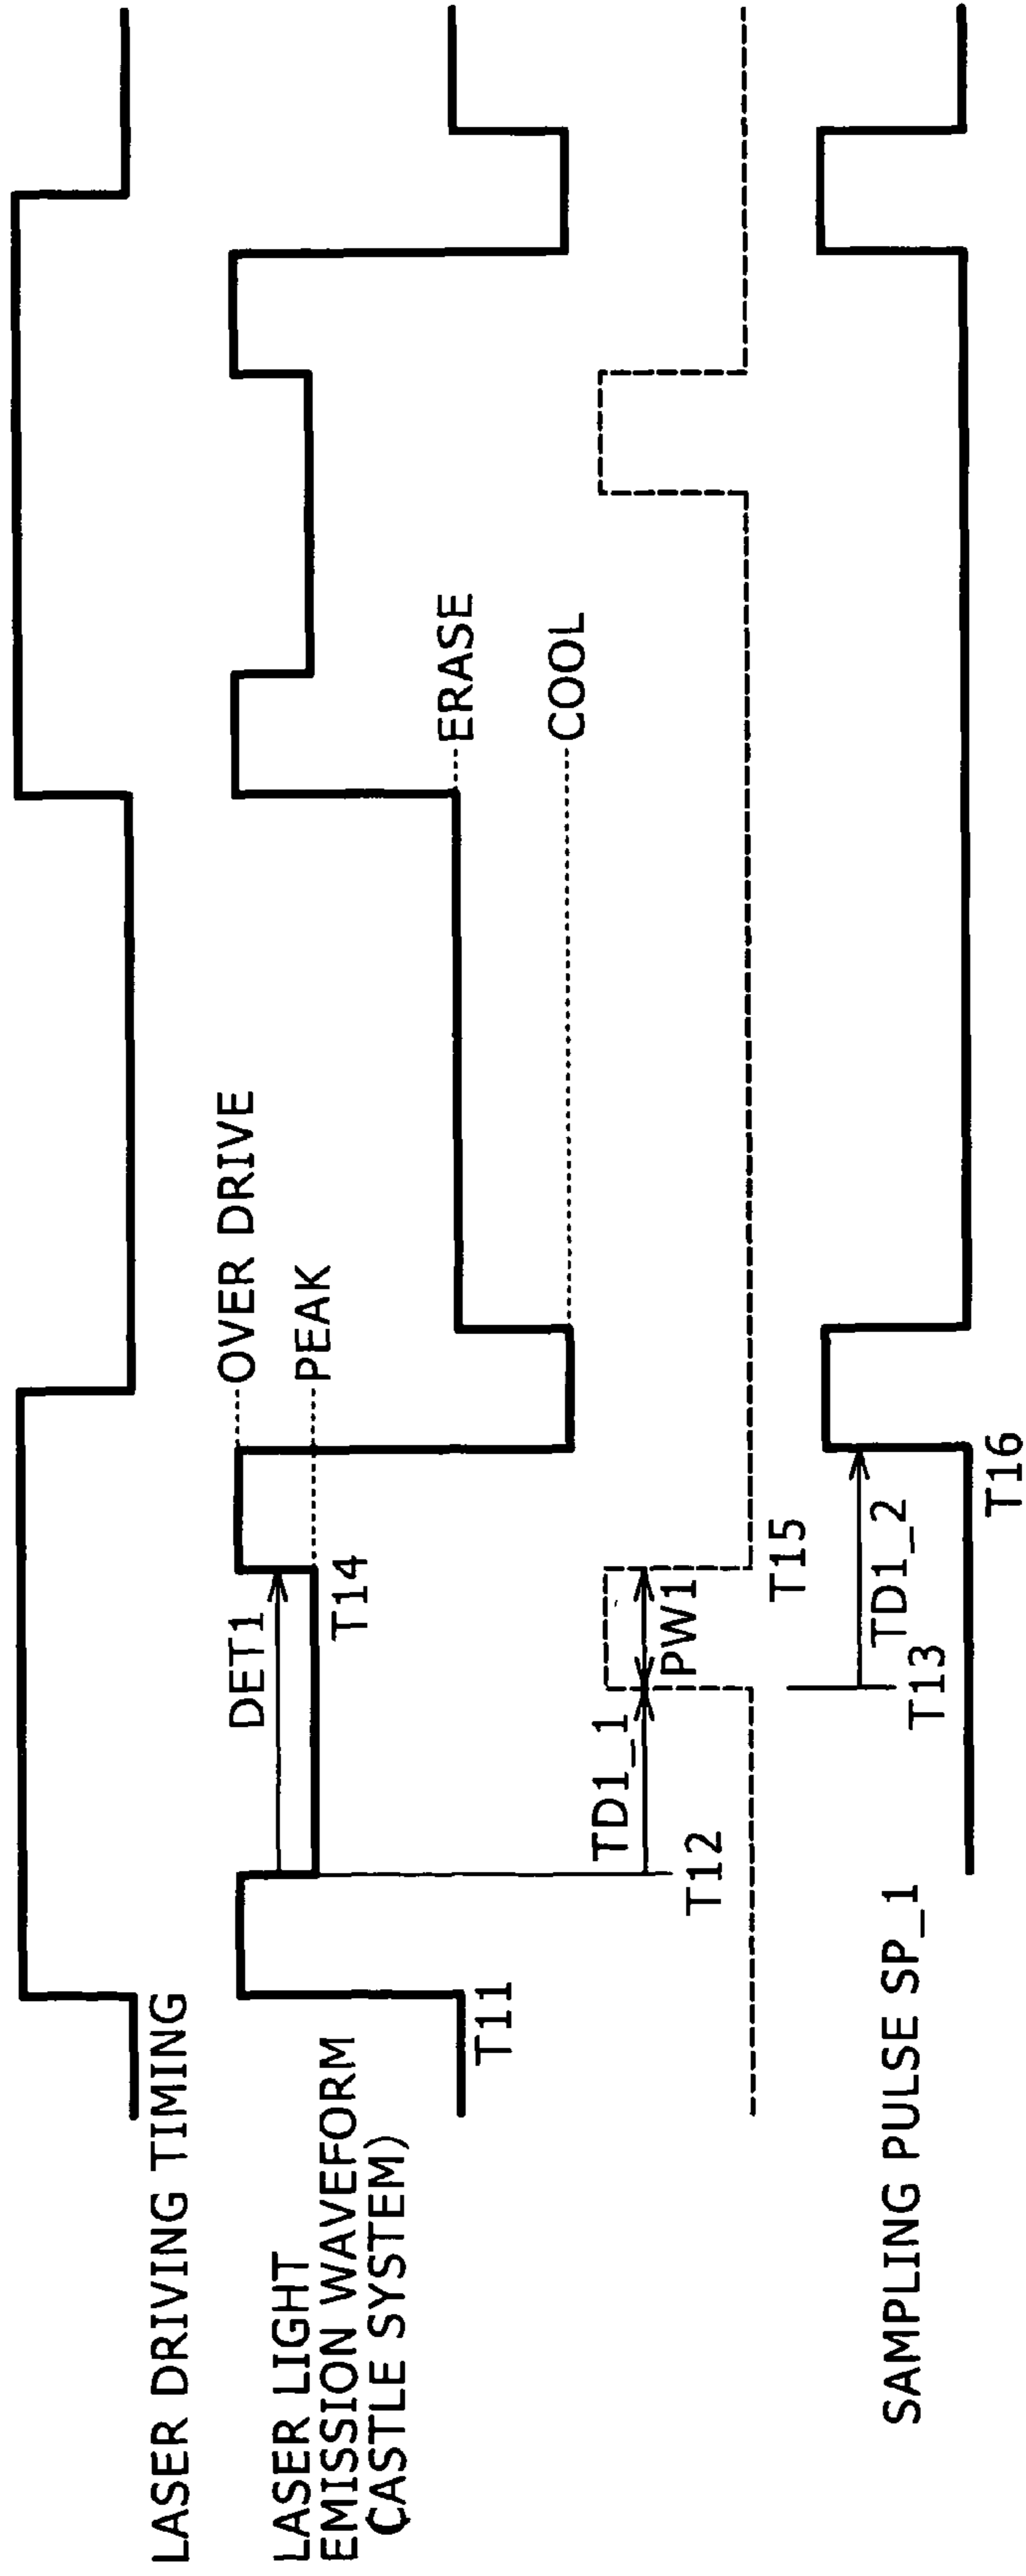 LASER DRIVING TIMING
LASER LIGHT
EMISSION WAVEFORM
(CASTLE SYSTEM)
OVER DRIVE
PEAK
DET1
T14
T11
ERASE
COOL
TD1_1
PW1
T12
T15
TD1_2
T13
SAMPLING PULSE SP_1
T16